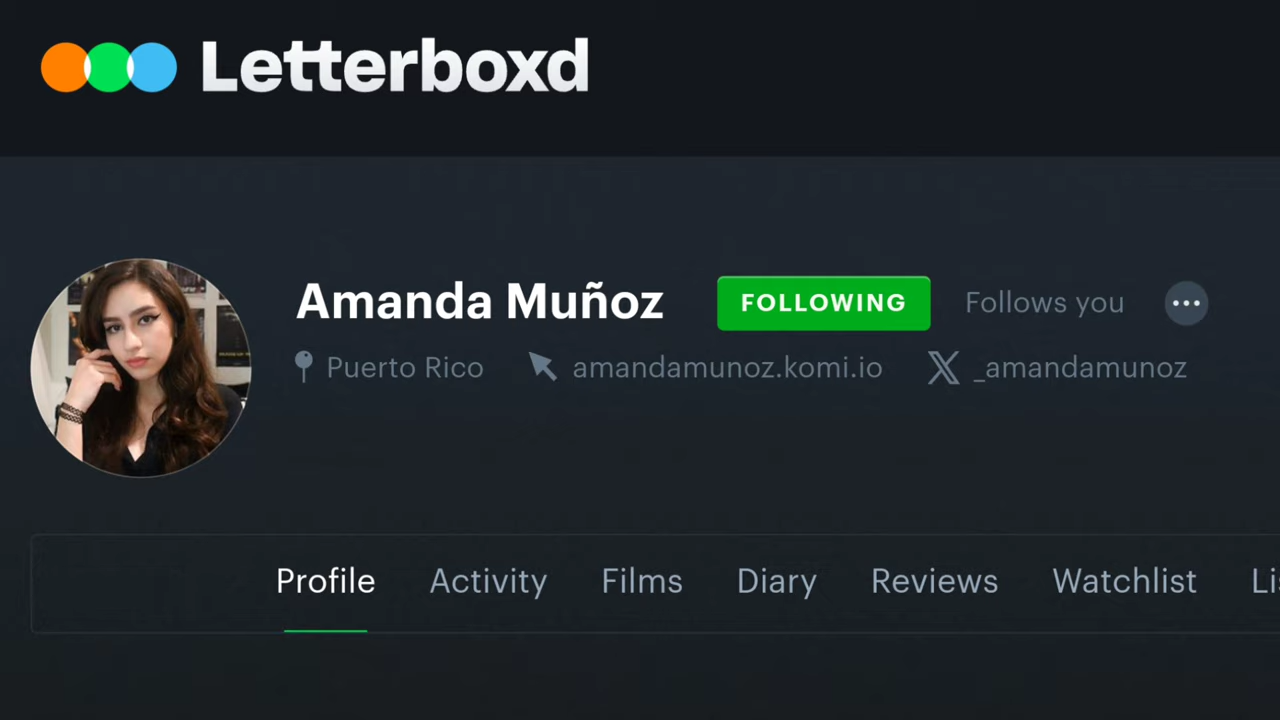 Letterboxd
Amanda Muñoz FOLLOWING Follows you
Puerto Rico amandamunoz.komi.io X _amandamunoz
Profile Activity Films Diary Reviews Watchlist